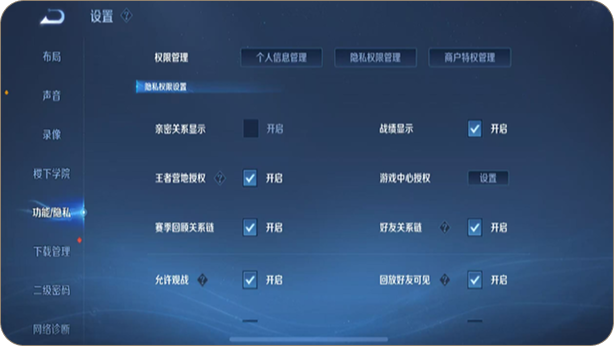 设置
布局
声音
录像
稷下学院
功能/隐私
下载管理
二级密码
网络诊断
权限管理
个人信息管理
隐私权限管理
商户特权管理
隐私权限设置
亲密关系显示
开启
战绩显示
开启
王者营地授权
开启
游戏中心授权
设置
赛季回顾关系链
开启
好友关系链
开启
允许观战
开启
回放好友可见
开启